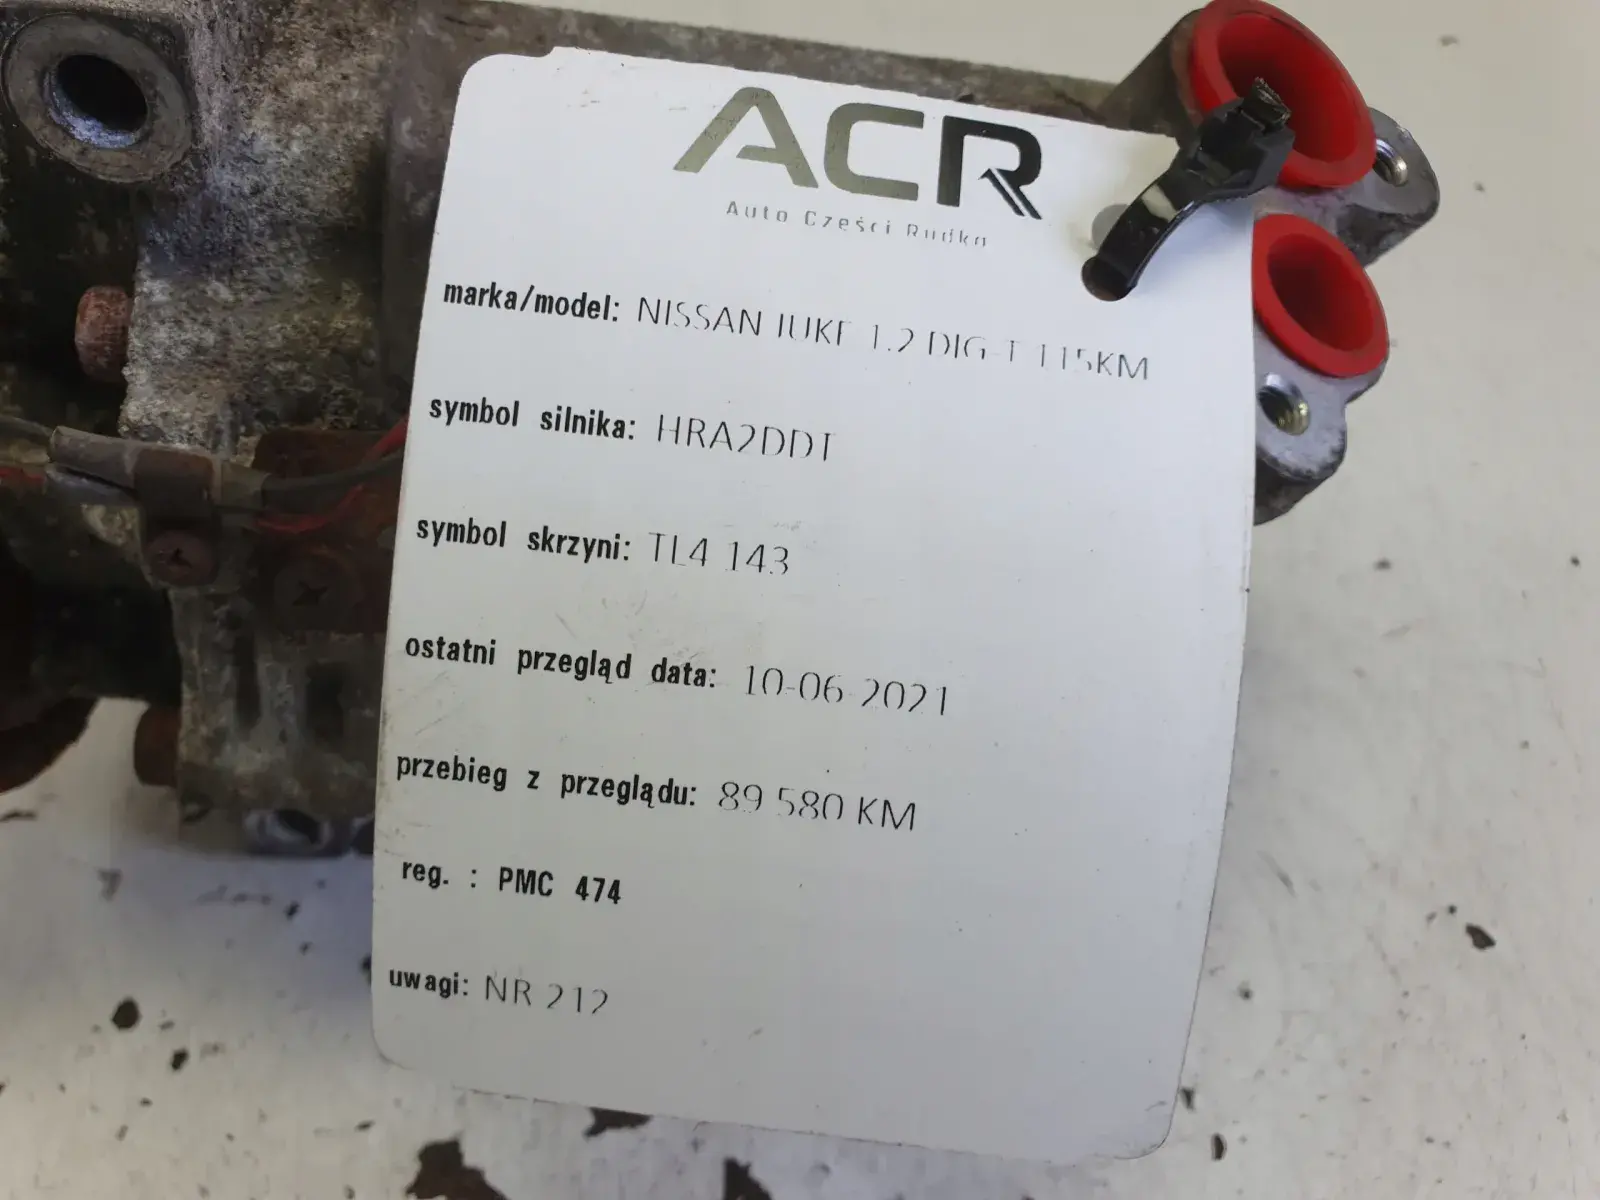 ACR
Auto Części Rudka
marka/model: NISSAN JUKE 1.2 DIG-T 115KM
symbol silnika: HRA2DDT
symbol skrzyni: TL4 143
ostatni przegląd data: 10-06-2021
przebieg z przeglądu: 89 580 KM
reg. : PMC 474
uwagi: NR 212